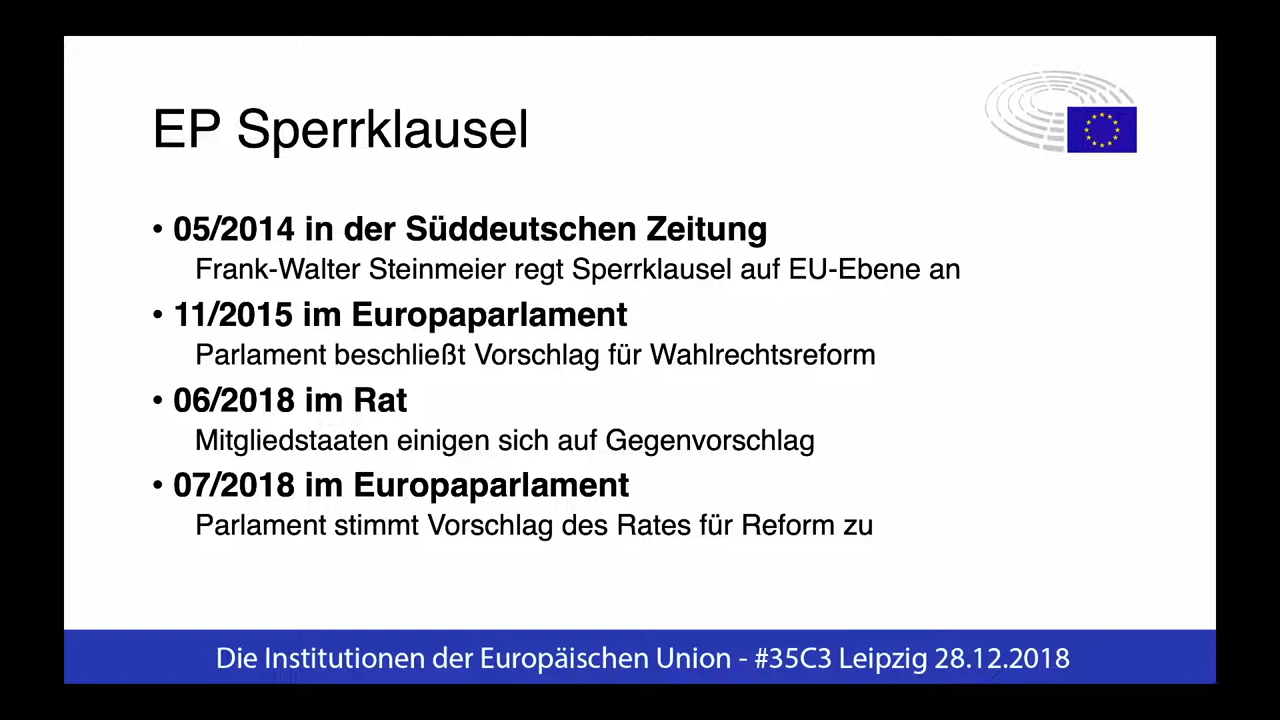 EP Sperrklausel
• 05/2014 in der Süddeutschen Zeitung
Frank-Walter Steinmeier regt Sperrklausel auf EU-Ebene an
• 11/2015 im Europaparlament
Parlament beschließt Vorschlag für Wahlrechtsreform
• 06/2018 im Rat
Mitgliedstaaten einigen sich auf Gegenvorschlag
• 07/2018 im Europaparlament
Parlament stimmt Vorschlag des Rates für Reform zu
Die Institutionen der Europäischen Union - #35C3 Leipzig 28.12.2018